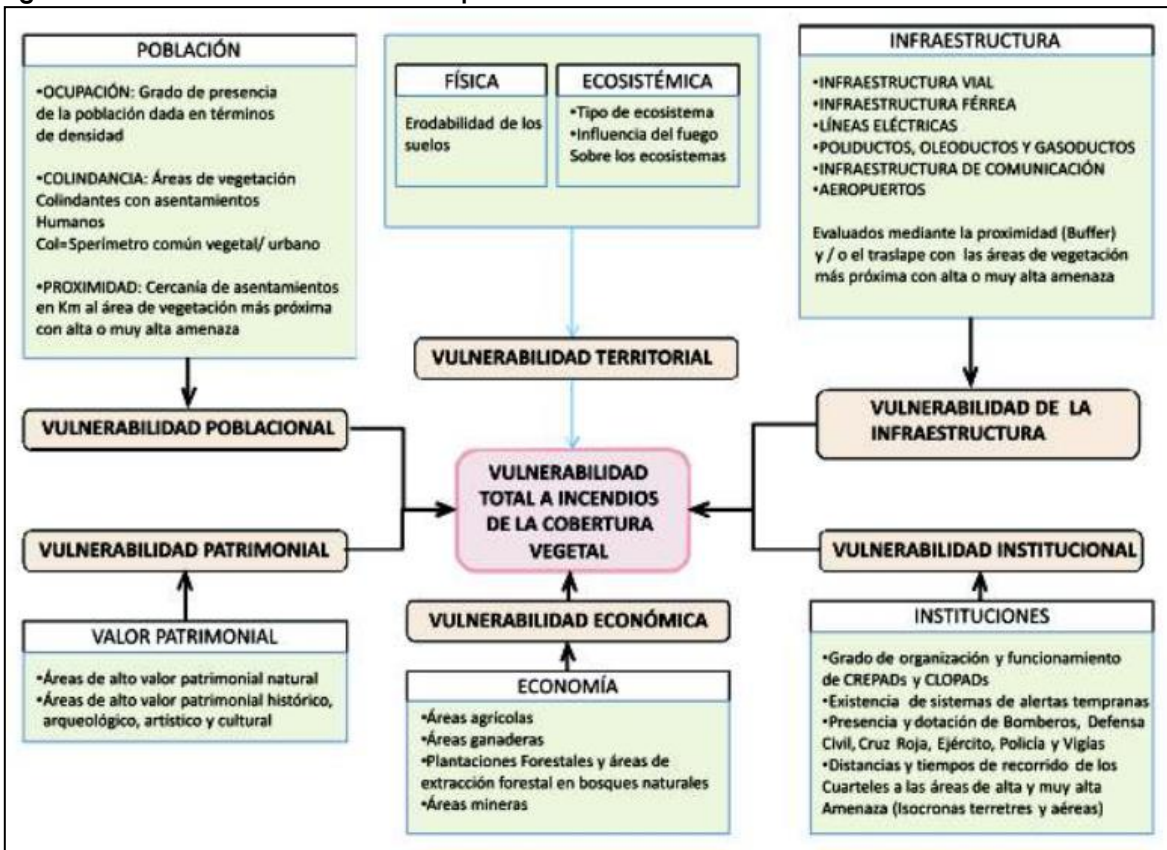 POBLACIÓN
•OCUPACIÓN: Grado de presencia
de la población dada en términos
de densidad
•COLINDANCIA: Áreas de vegetación
Colindantes con asentamientos
Humanos
Col=Sperímetro común vegetal/ urbano
•PROXIMIDAD: Cercanía de asentamientos
en Km al área de vegetación más próxima
con alta o muy alta amenaza
FÍSICA
Erodabilidad de los
suelos
ECOSISTÉMICA
•Tipo de ecosistema
•Influencia del fuego
Sobre los ecosistemas
INFRAESTRUCTURA
•INFRAESTRUCTURA VIAL
•INFRAESTRUCTURA FÉRREA
•LÍNEAS ELÉCTRICAS
•POLIDUCTOS, OLEODUCTOS Y GASODUCTOS
•INFRAESTRUCTURA DE COMUNICACIÓN
•AEROPUERTOS
Evaluados mediante la proximidad (Buffer)
y / o el traslape con las áreas de vegetación
más próxima con alta o muy alta amenaza
VULNERABILIDAD TERRITORIAL
VULNERABILIDAD POBLACIONAL
VULNERABILIDAD DE LA
INFRAESTRUCTURA
VULNERABILIDAD
TOTAL A INCENDIOS
DE LA COBERTURA
VEGETAL
VULNERABILIDAD PATRIMONIAL
VULNERABILIDAD INSTITUCIONAL
VULNERABILIDAD ECONÓMICA
VALOR PATRIMONIAL
•Áreas de alto valor patrimonial natural
•Áreas de alto valor patrimonial histórico,
arqueológico, artístico y cultural
ECONOMÍA
•Áreas agrícolas
•Áreas ganaderas
•Plantaciones Forestales y áreas de
extracción forestal en bosques naturales
•Áreas mineras
INSTITUCIONES
•Grado de organización y funcionamiento
de CREPADs y CLOPADs
•Existencia de sistemas de alertas tempranas
•Presencia y dotación de Bomberos, Defensa
Civil, Cruz Roja, Ejército, Policía y Vigías
•Distancias y tiempos de recorrido de los
Cuarteles a las áreas de alta y muy alta
Amenaza (Isocronas terretres y aéreas)